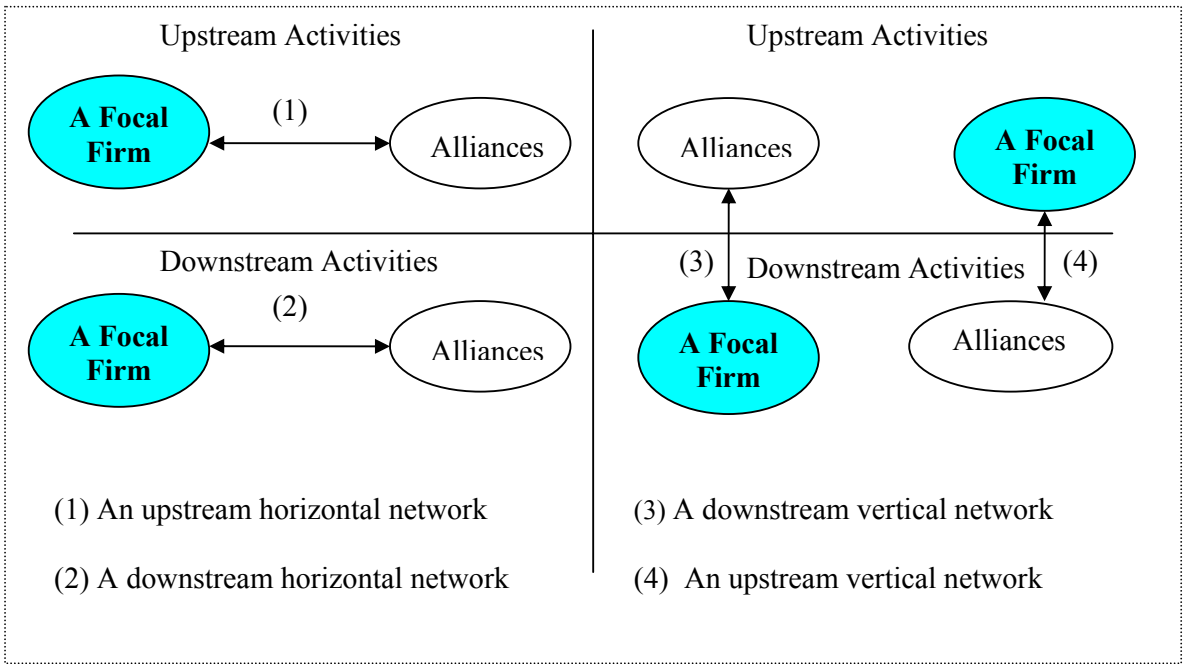 Upstream Activities
A Focal
Firm
(1)
Alliances
Downstream Activities
A Focal
Firm
(2)
Alliances
(1) An upstream horizontal network
(2) A downstream horizontal network
Upstream Activities
Alliances
A Focal
Firm
(3)
Downstream Activities
(4)
A Focal
Firm
Alliances
(3) A downstream vertical network
(4) An upstream vertical network